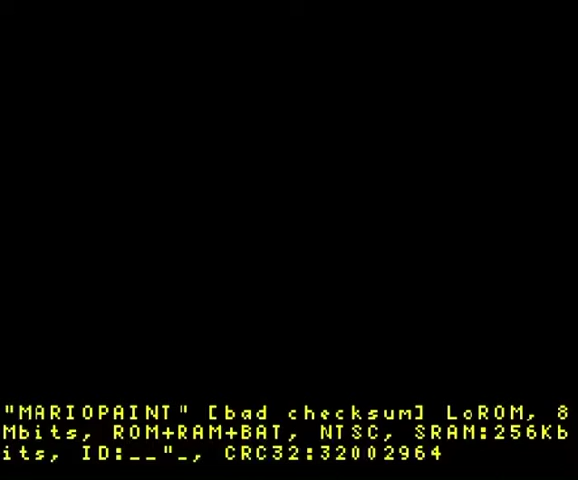 "MARIOPAINT" [bad checksum] LoROM, 8
Mbits, ROM+RAM+BAT, NTSC, SRAM:256Kb
its, ID:__"_, CRC32:32002964